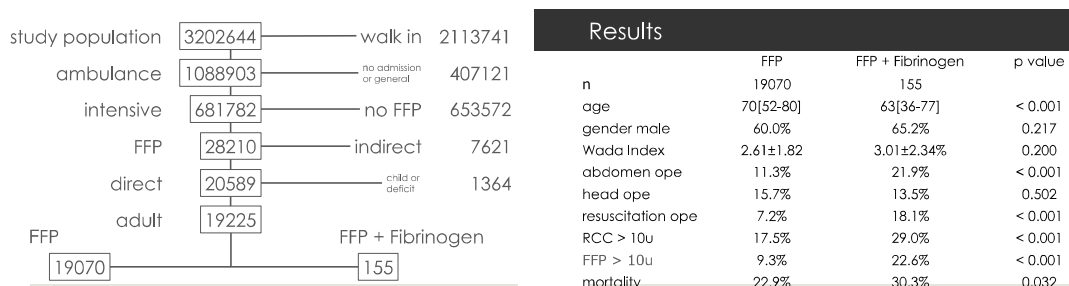 study population 3202644 walk in 2113741
ambulance 1088903 no admission or general 407121
intensive 681782 no FFP 653572
FFP 28210 indirect 7621
direct 20589 child or deficit 1364
adult 19225
FFP FFP + Fibrinogen
19070 155
Results
FFP FFP + Fibrinogen p value
n 19070 155
age 70[52-80] 63[36-77] < 0.001
gender male 60.0% 65.2% 0.217
Wada Index 2.61±1.82 3.01±2.34% 0.200
abdomen ope 11.3% 21.9% < 0.001
head ope 15.7% 13.5% 0.502
resuscitation ope 7.2% 18.1% < 0.001
RCC > 10u 17.5% 29.0% < 0.001
FFP > 10u 9.3% 22.6% < 0.001
mortality 22.9% 30.3% 0.032